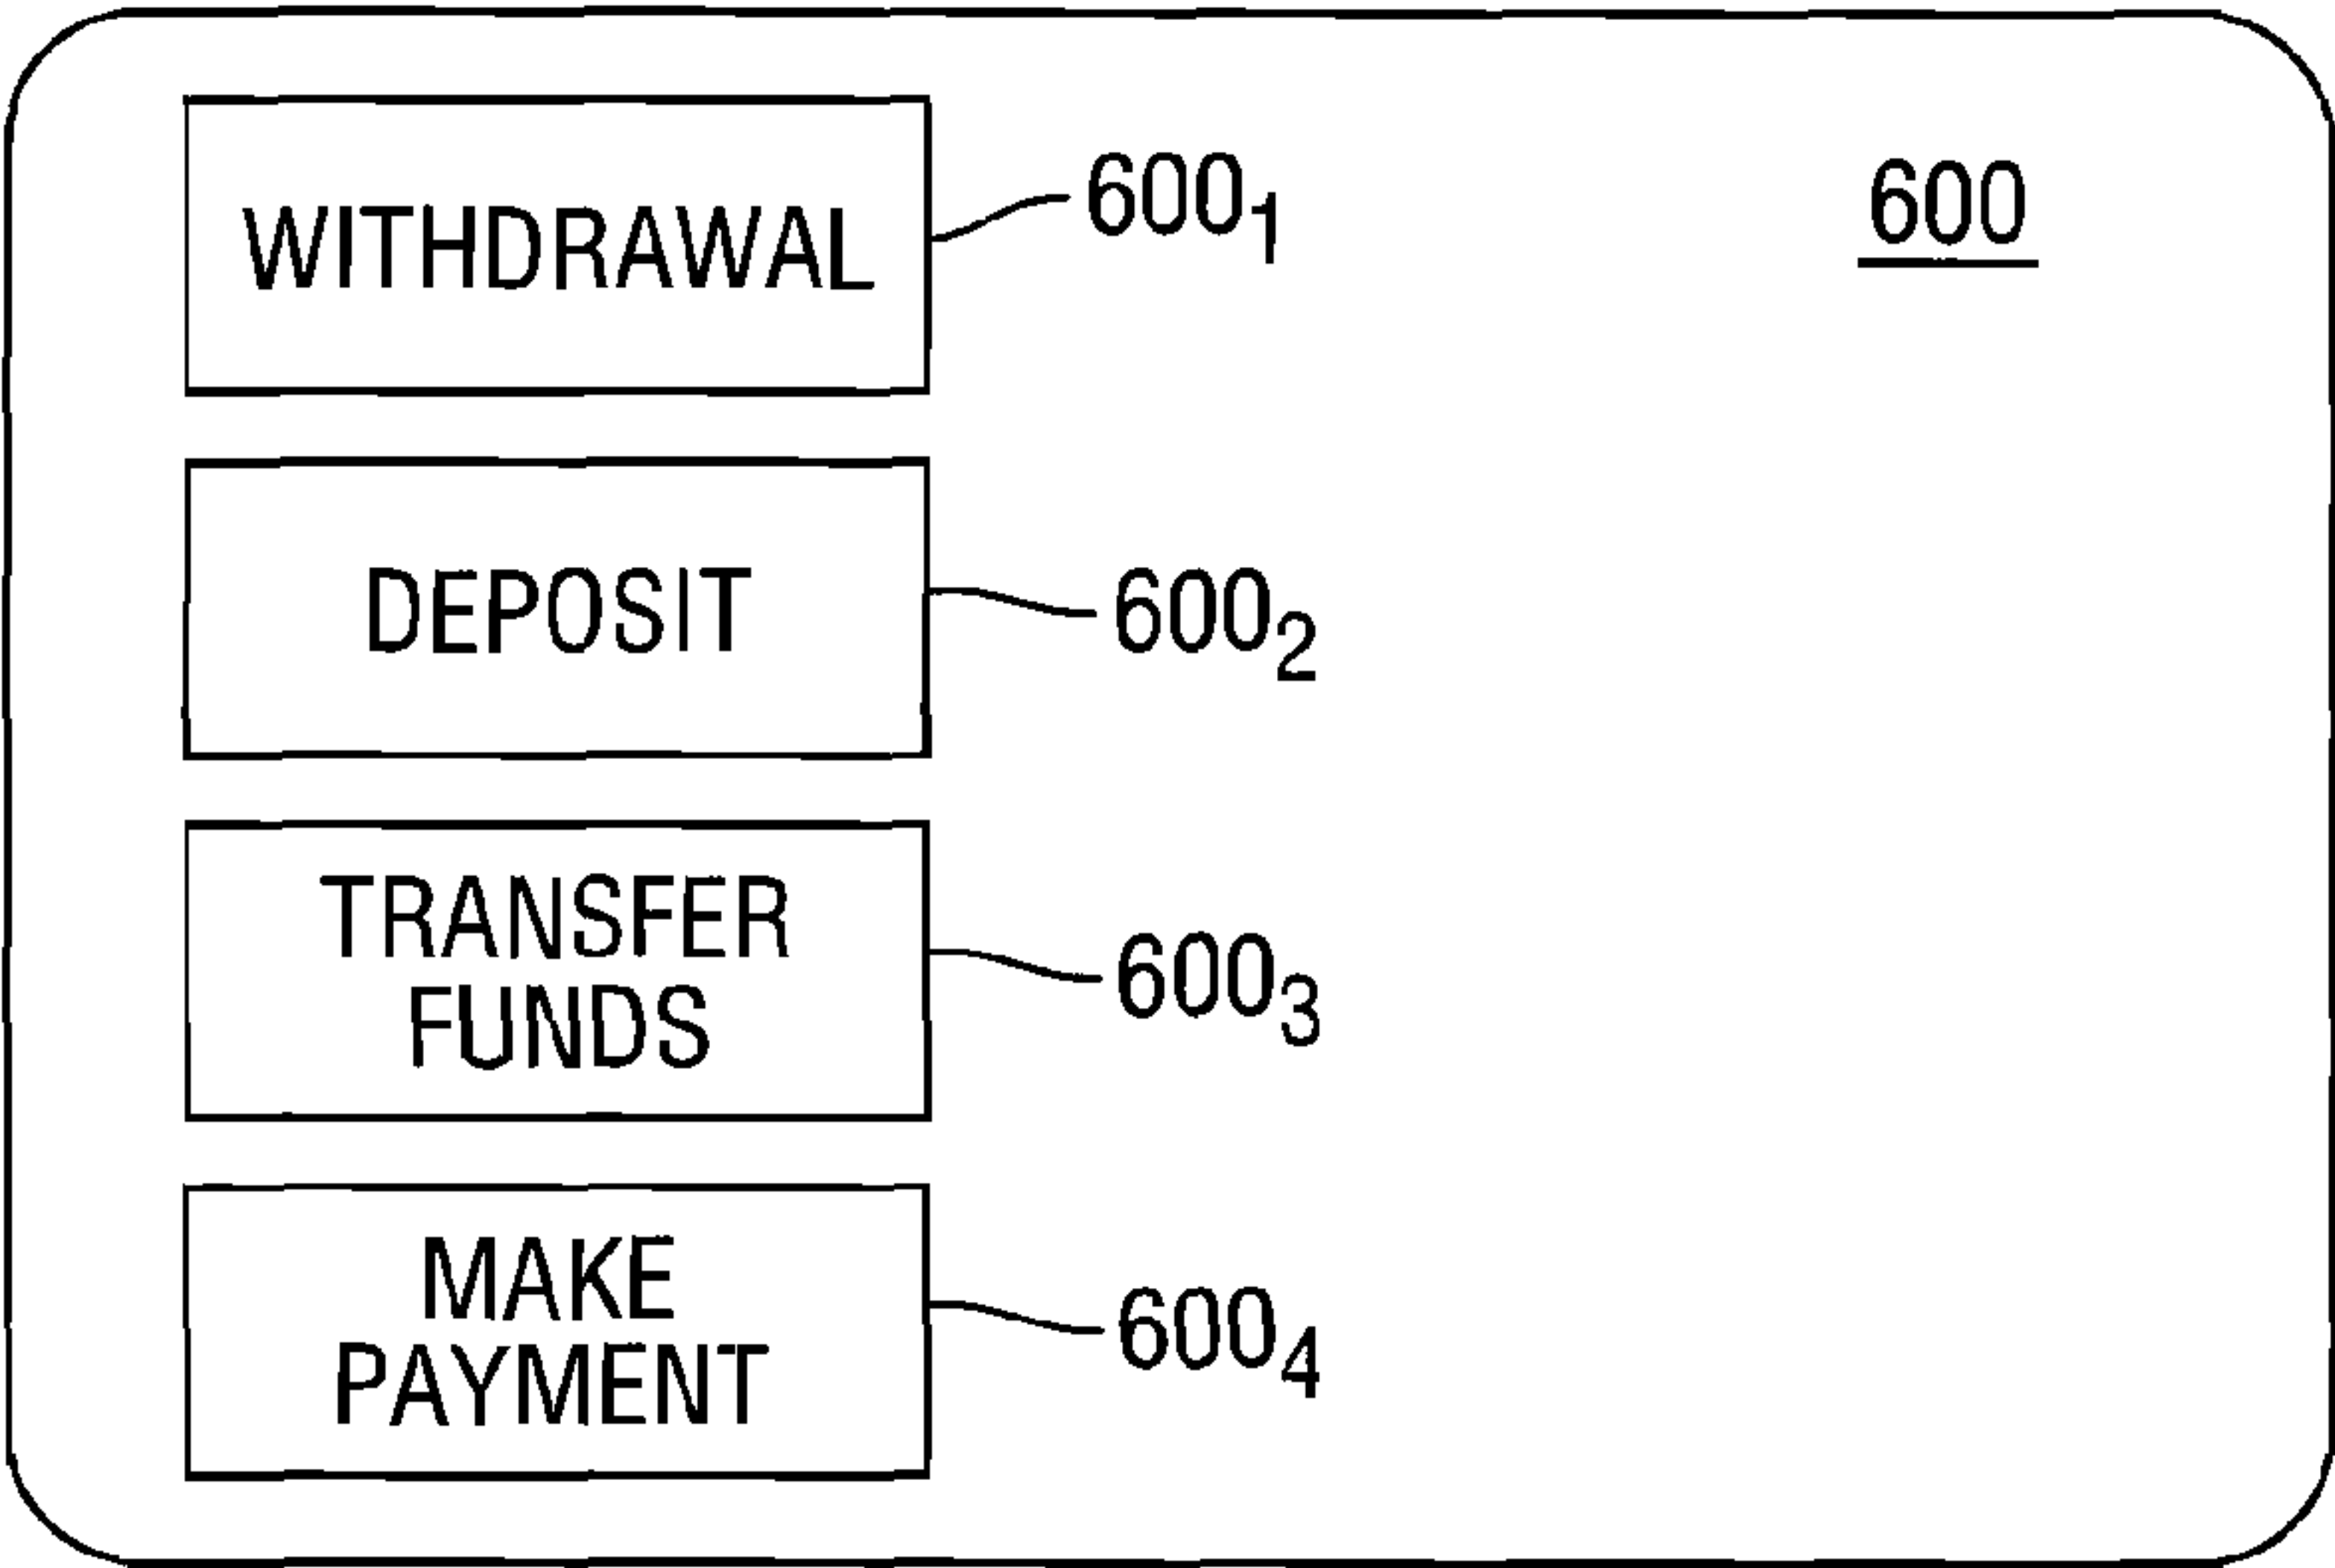 WITHDRAWAL
600₁
600
DEPOSIT
600₂
TRANSFER
FUNDS
600₃
MAKE
PAYMENT
600₄